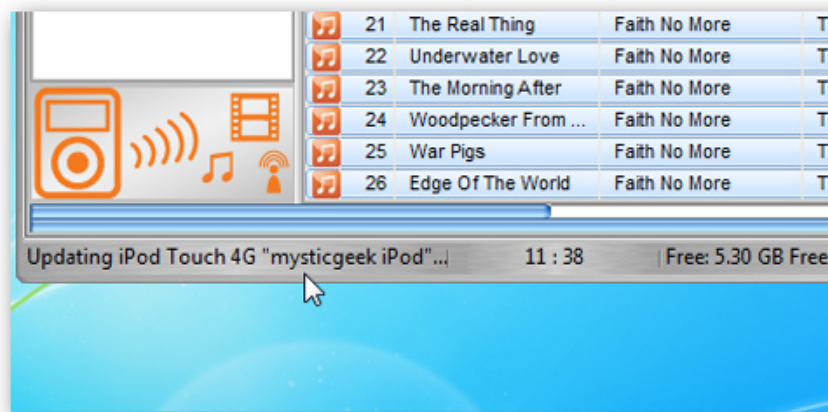 21 The Real Thing Faith No More T
22 Underwater Love Faith No More T
23 The Morning After Faith No More T
24 Woodpecker From ... Faith No More T
25 War Pigs Faith No More T
26 Edge Of The World Faith No More T
Updating iPod Touch 4G "mysticgeek iPod"... 11 : 38 Free: 5.30 GB Free